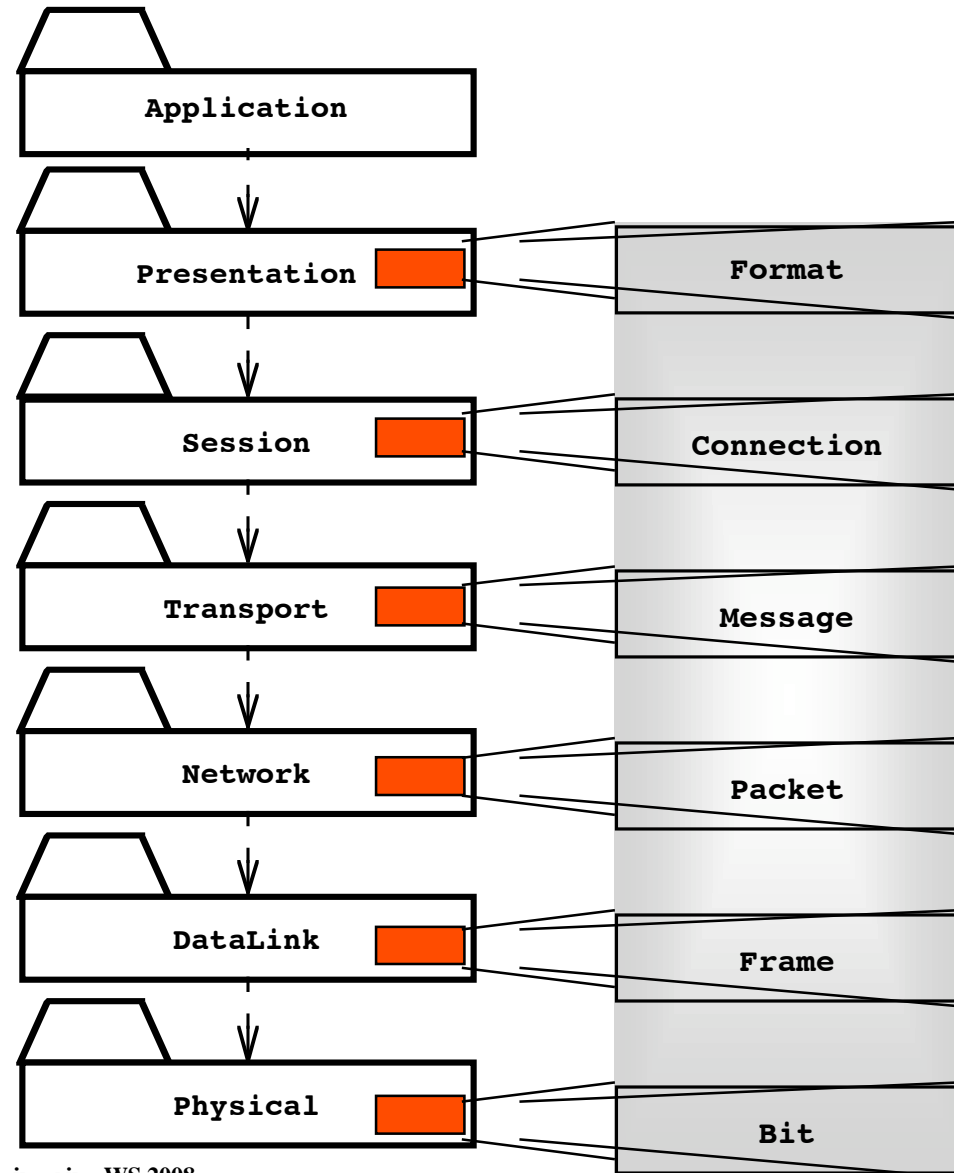 Application
Presentation
Format
Session
Connection
Transport
Message
Network
Packet
DataLink
Frame
Physical
Bit
WS 2008